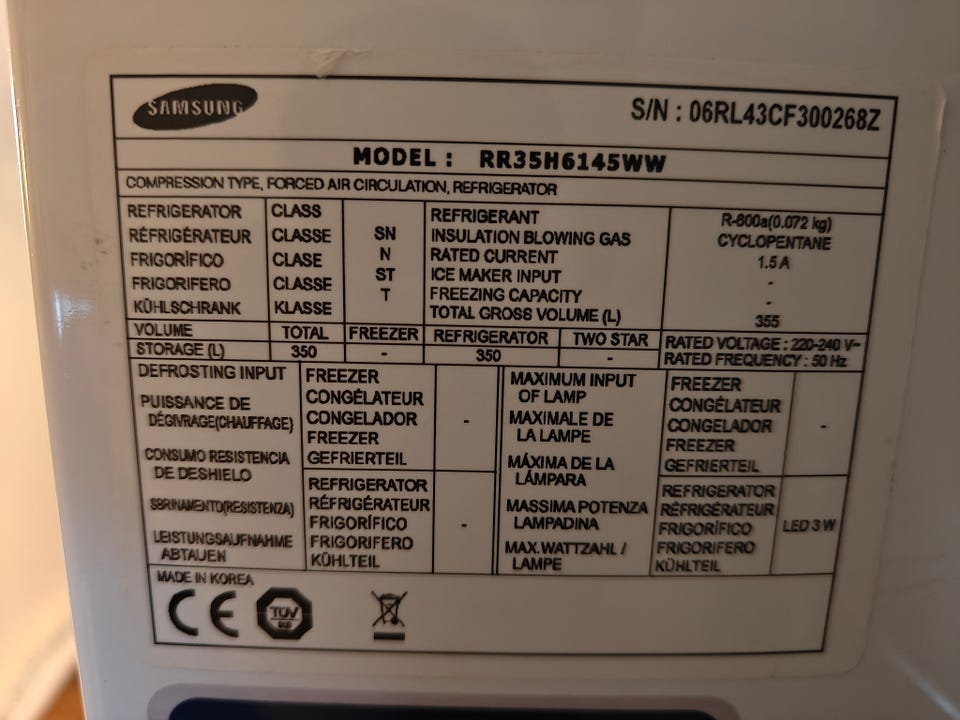 SAMSUNG
S/N : 06RL43CF300268Z
MODEL : RR35H6145WW
COMPRESSION TYPE, FORCED AIR CIRCULATION, REFRIGERATOR
REFRIGERATOR CLASS
RÉFRIGÉRATEUR CLASSE
FRIGORÍFICO CLASE
FRIGORIFERO CLASSE
KÜHLSCHRANK KLASSE
SN
N
ST
T
REFRIGERANT R-600a(0.072 kg)
INSULATION BLOWING GAS CYCLOPENTANE
RATED CURRENT 1.5 A
ICE MAKER INPUT -
FREEZING CAPACITY -
TOTAL GROSS VOLUME (L) 355
VOLUME TOTAL FREEZER REFRIGERATOR TWO STAR
STORAGE (L) 350 - 350 -
RATED VOLTAGE : 220-240 V~
RATED FREQUENCY : 50 Hz
DEFROSTING INPUT
PUISSANCE DE
DÉGIVRAGE(CHAUFFAGE)
CONSUMO RESISTENCIA
DE DESHIELO
SBRINAMENTO(RESISTENZA)
LEISTUNGSAUFNAHME
ABTAUEN
FREEZER
CONGÉLATEUR
CONGELADOR
FREEZER
GEFRIERTEIL
-
REFRIGERATOR
RÉFRIGÉRATEUR
FRIGORÍFICO
FRIGORIFERO
KÜHLTEIL
-
MAXIMUM INPUT
OF LAMP
MAXIMALE DE
LA LAMPE
MÁXIMA DE LA
LÁMPARA
MASSIMA POTENZA
LAMPADINA
MAX.WATTZAHL /
LAMPE
FREEZER
CONGÉLATEUR
CONGELADOR
FREEZER
GEFRIERTEIL
-
REFRIGERATOR
RÉFRIGÉRATEUR
FRIGORÍFICO
FRIGORIFERO
KÜHLTEIL
LED 3 W
MADE IN KOREA
CE
TÜV